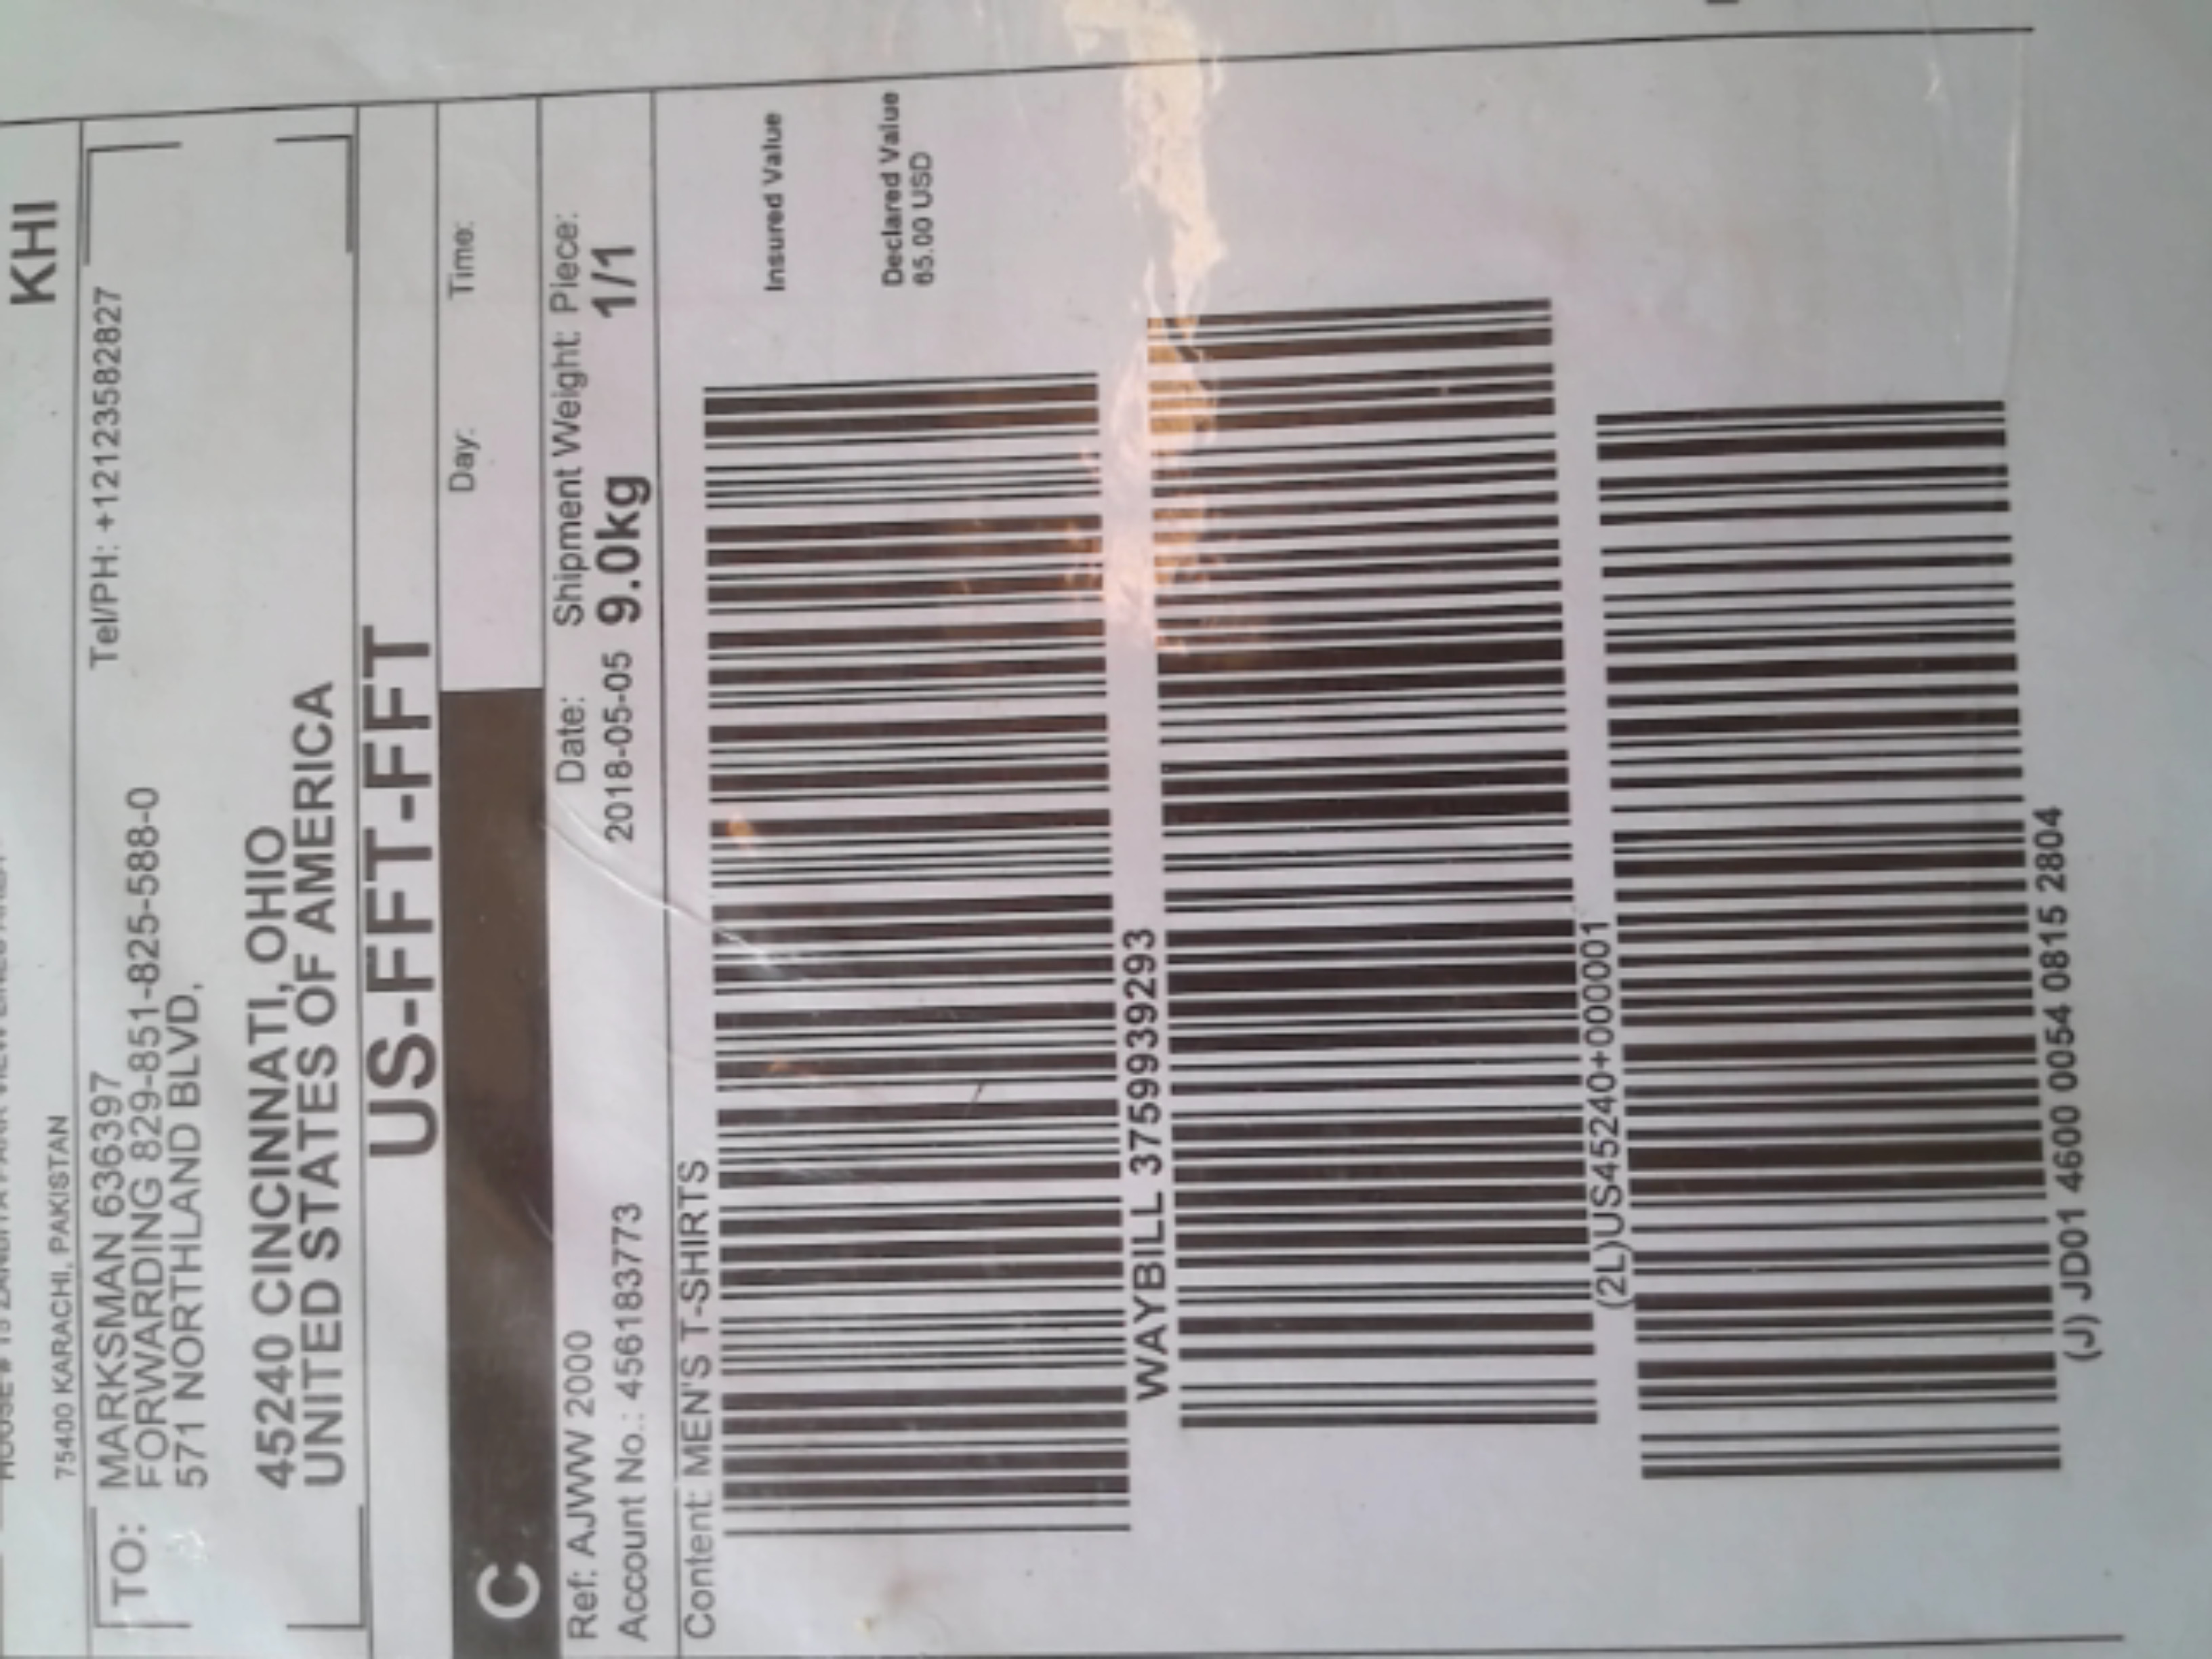 KHI
75400 KARACHI, PAKISTAN
TO: MARKSMAN 636397 Tel/PH: +12123582827
FORWARDING 829-851-825-588-0
571 NORTHLAND BLVD,
45240 CINCINNATI, OHIO
UNITED STATES OF AMERICA
US-FFT-FFT
C Day: Time:
Ref: AJWW 2000 Date: Shipment Weight: Piece:
Account No.: 456183773 2018-05-05 9.0kg 1/1
Content: MEN'S T-SHIRTS
Insured Value
Declared Value
65.00 USD
WAYBILL 3759939293
(2L)US45240+000001
(J) JD01 4600 0054 0815 2804